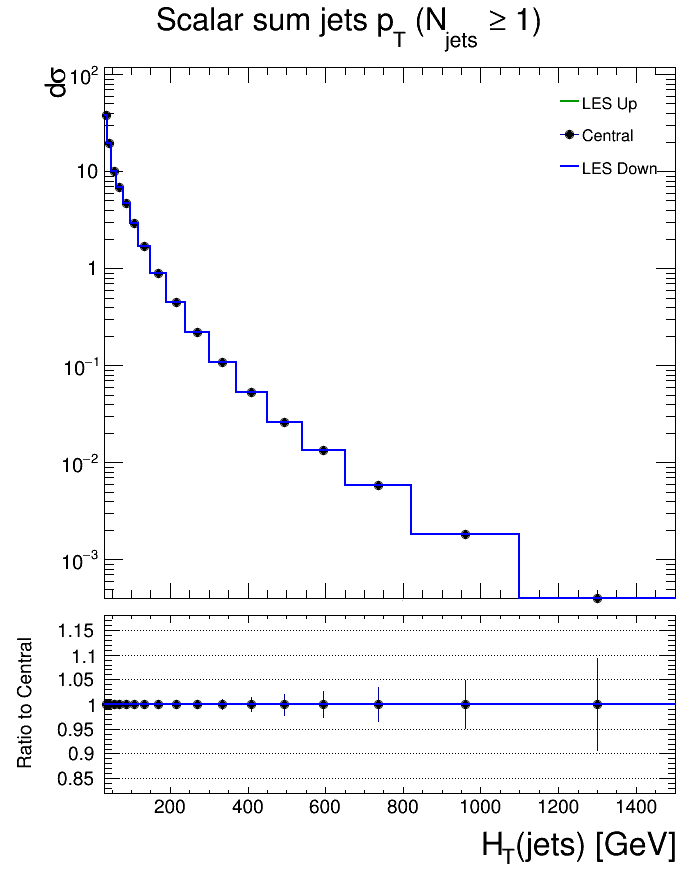 Scalar sum jets p_T (N_jets ≥ 1)
dσ
10^2
10
1
10^−1
10^−2
10^−3
LES Up
Central
LES Down
Ratio to Central
1.15
1.1
1.05
1
0.95
0.9
0.85
200 400 600 800 1000 1200 1400
H_T(jets) [GeV]